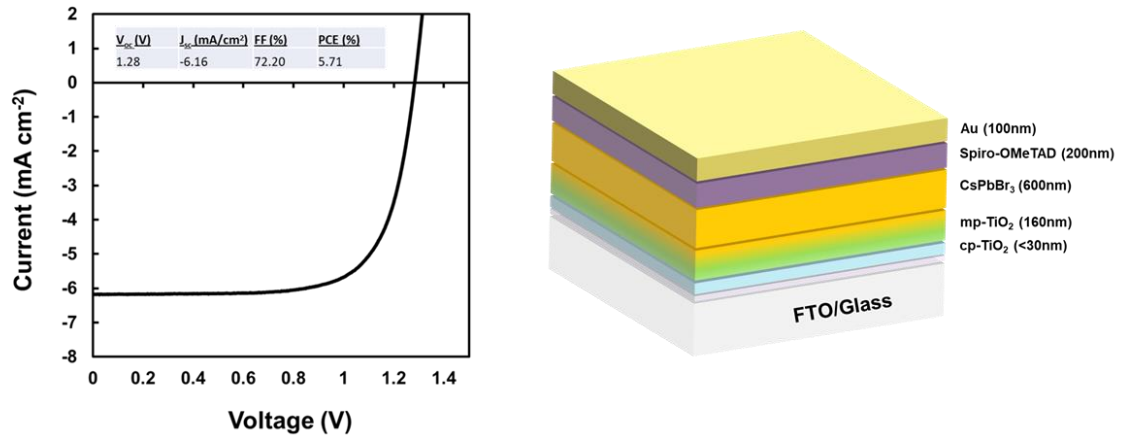 V_oc (V) J_sc (mA/cm²) FF (%) PCE (%)
1.28 -6.16 72.20 5.71
2
1
0
-1
-2
-3
-4
-5
-6
-7
-8
Current (mA cm⁻²)
0 0.2 0.4 0.6 0.8 1 1.2 1.4
Voltage (V)
Au (100nm)
Spiro-OMeTAD (200nm)
CsPbBr₃ (600nm)
mp-TiO₂ (160nm)
cp-TiO₂ (<30nm)
FTO/Glass